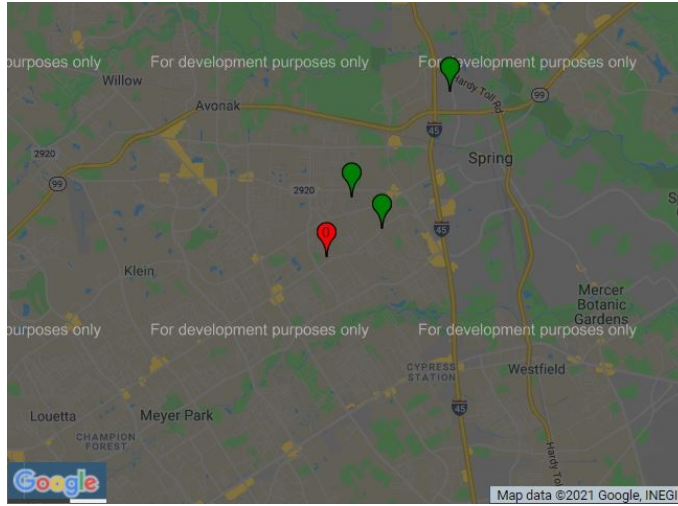 purposes only
For development purposes only
For development purposes only
Willow
Hardy Toll Rd
Avonak
99
45
2920
Spring
99
2920
45
0
Klein
Mercer
Botanic
Gardens
purposes only
For development purposes only
For development purposes only
CYPRESS
STATION
Westfield
45
Louetta
Meyer Park
CHAMPION
FOREST
Hardy Tol
Google
Map data ©2021 Google, INEGI